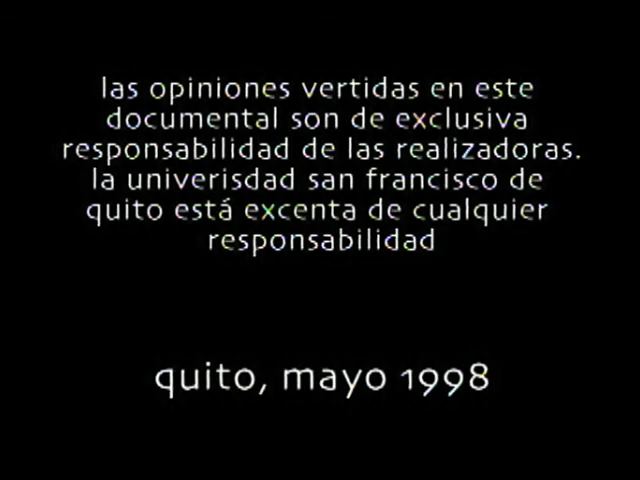 las opiniones vertidas en este
documental son de exclusiva
responsabilidad de las realizadoras.
la univerisdad san francisco de
quito está excenta de cualquier
responsabilidad
quito, mayo 1998